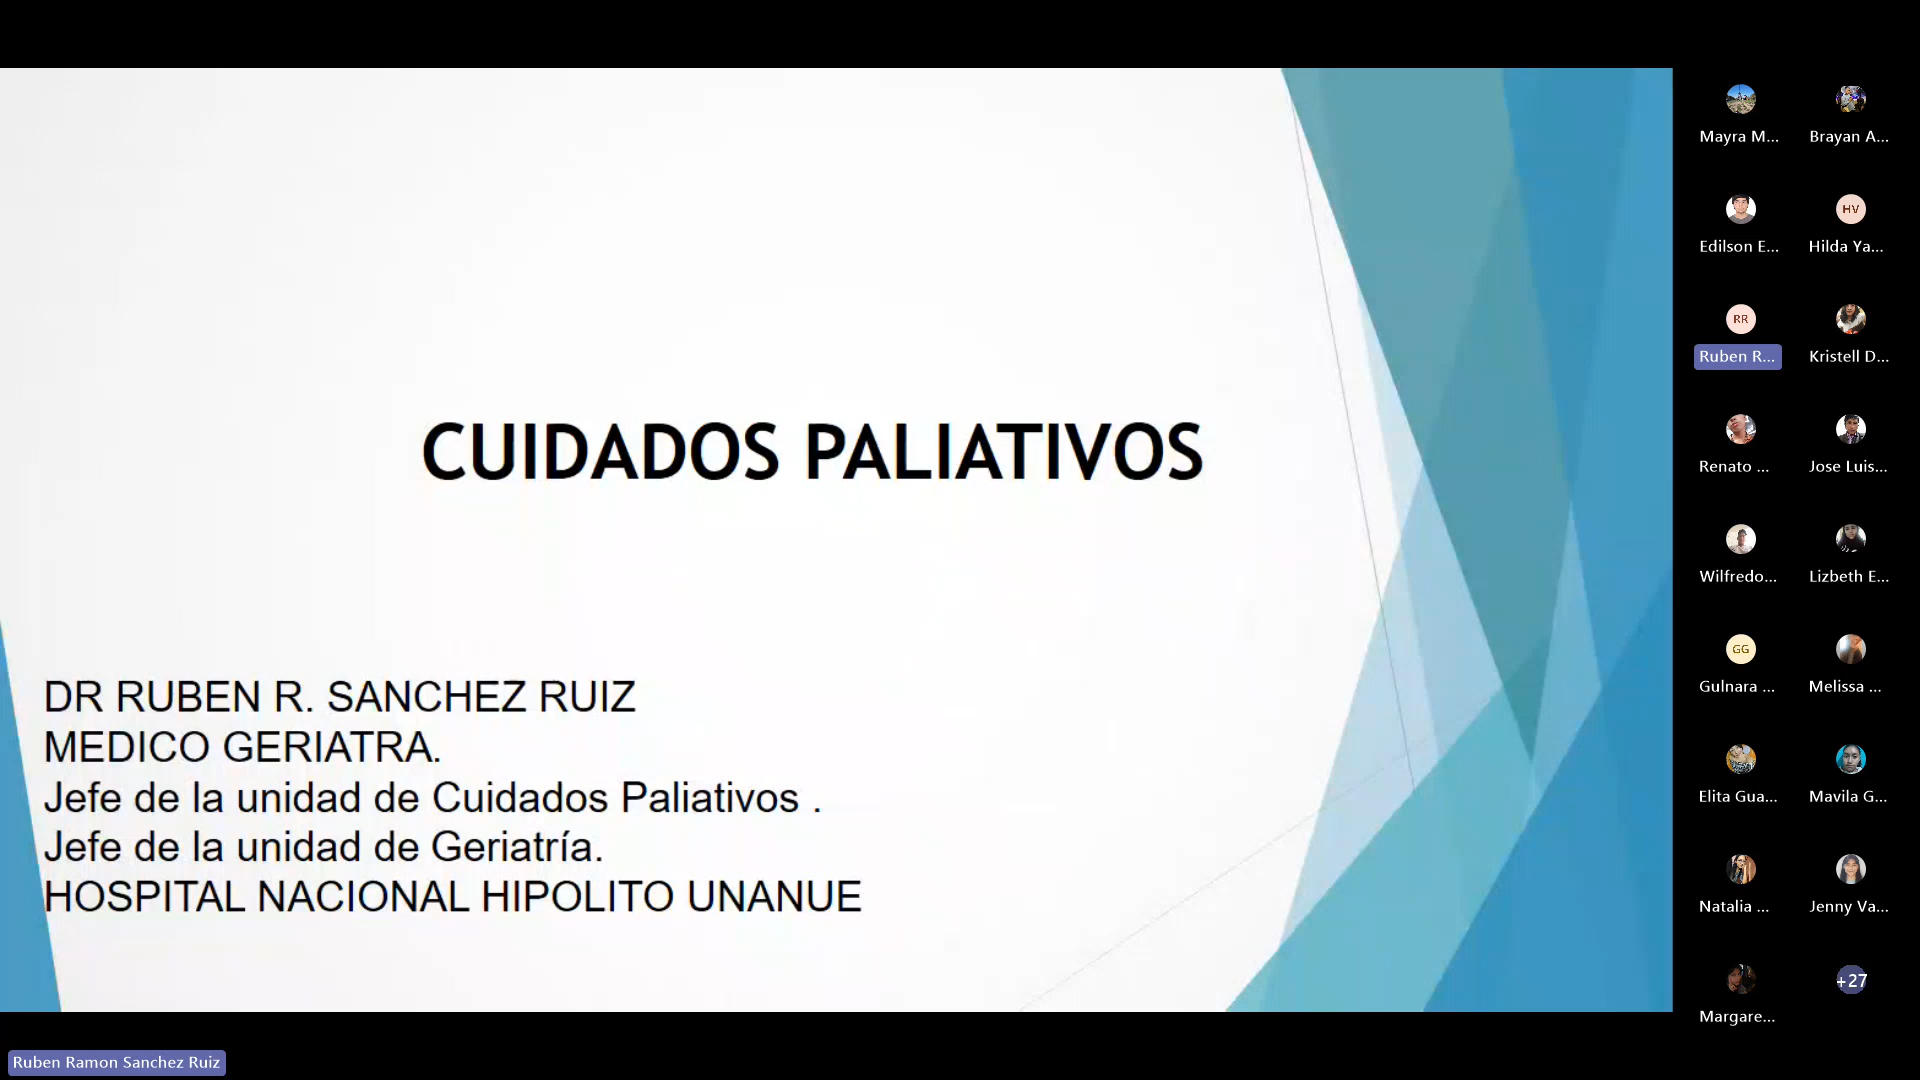 CUIDADOS PALIATIVOS
DR RUBEN R. SANCHEZ RUIZ
MEDICO GERIATRA.
Jefe de la unidad de Cuidados Paliativos .
Jefe de la unidad de Geriatría.
HOSPITAL NACIONAL HIPOLITO UNANUE
Mayra M...
Brayan A...
Edilson E...
HV
Hilda Ya...
RR
Ruben R...
Kristell D...
Renato ...
Jose Luis...
Wilfredo...
Lizbeth E...
GG
Gulnara ...
Melissa ...
Elita Gua...
Mavila G...
Natalia ...
Jenny Va...
Margare...
+27
Ruben Ramon Sanchez Ruiz